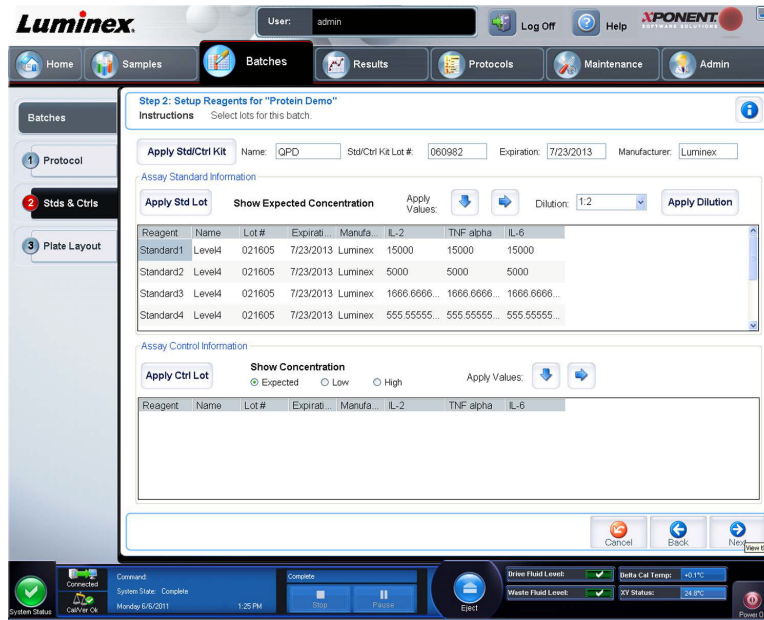 Luminex.
User: admin
Log Off
Help
XPONENT.
SOFTWARE SOLUTIONS
Home
Samples
Batches
Results
Protocols
Maintenance
Admin
Batches
1 Protocol
2 Stds & Ctrls
3 Plate Layout
Step 2: Setup Reagents for "Protein Demo"
Instructions Select lots for this batch.
Apply Std/Ctrl Kit Name: QPD Std/Ctrl Kit Lot #: 060982 Expiration: 7/23/2013 Manufacturer: Luminex
Assay Standard Information
Apply Std Lot Show Expected Concentration Apply Values: Dilution: 1:2 Apply Dilution
Reagent Name Lot # Expirati... Manufa... IL-2 TNF alpha IL-6
Standard1 Level4 021605 7/23/2013 Luminex 15000 15000 15000
Standard2 Level4 021605 7/23/2013 Luminex 5000 5000 5000
Standard3 Level4 021605 7/23/2013 Luminex 1666.6666... 1666.6666... 1666.6666...
Standard4 Level4 021605 7/23/2013 Luminex 555.55555... 555.55555... 555.55555...
Assay Control Information
Apply Ctrl Lot Show Concentration
Expected Low High Apply Values:
Reagent Name Lot # Expirati... Manufa... IL-2 TNF alpha IL-6
Cancel Back Next
View t
System Status
Connected
Cal/Ver Ok
Command:
System State: Complete
Monday 6/6/2011 1:25 PM
Complete
Stop Pause
Eject
Drive Fluid Level:
Waste Fluid Level:
Delta Cal Temp: +0.1°C
XY Status: 24.8°C
Power O